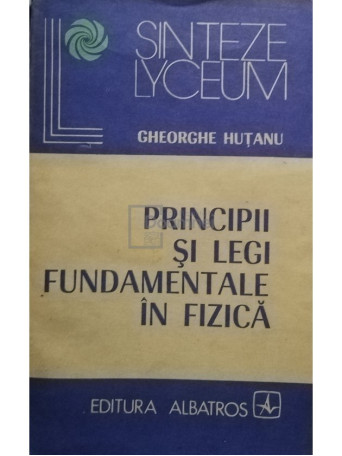 SINTEZE
LYCEUM
GHEORGHE HUȚANU
PRINCIPII
ȘI LEGI
FUNDAMENTALE
ÎN FIZICĂ
EDITURA ALBATROS